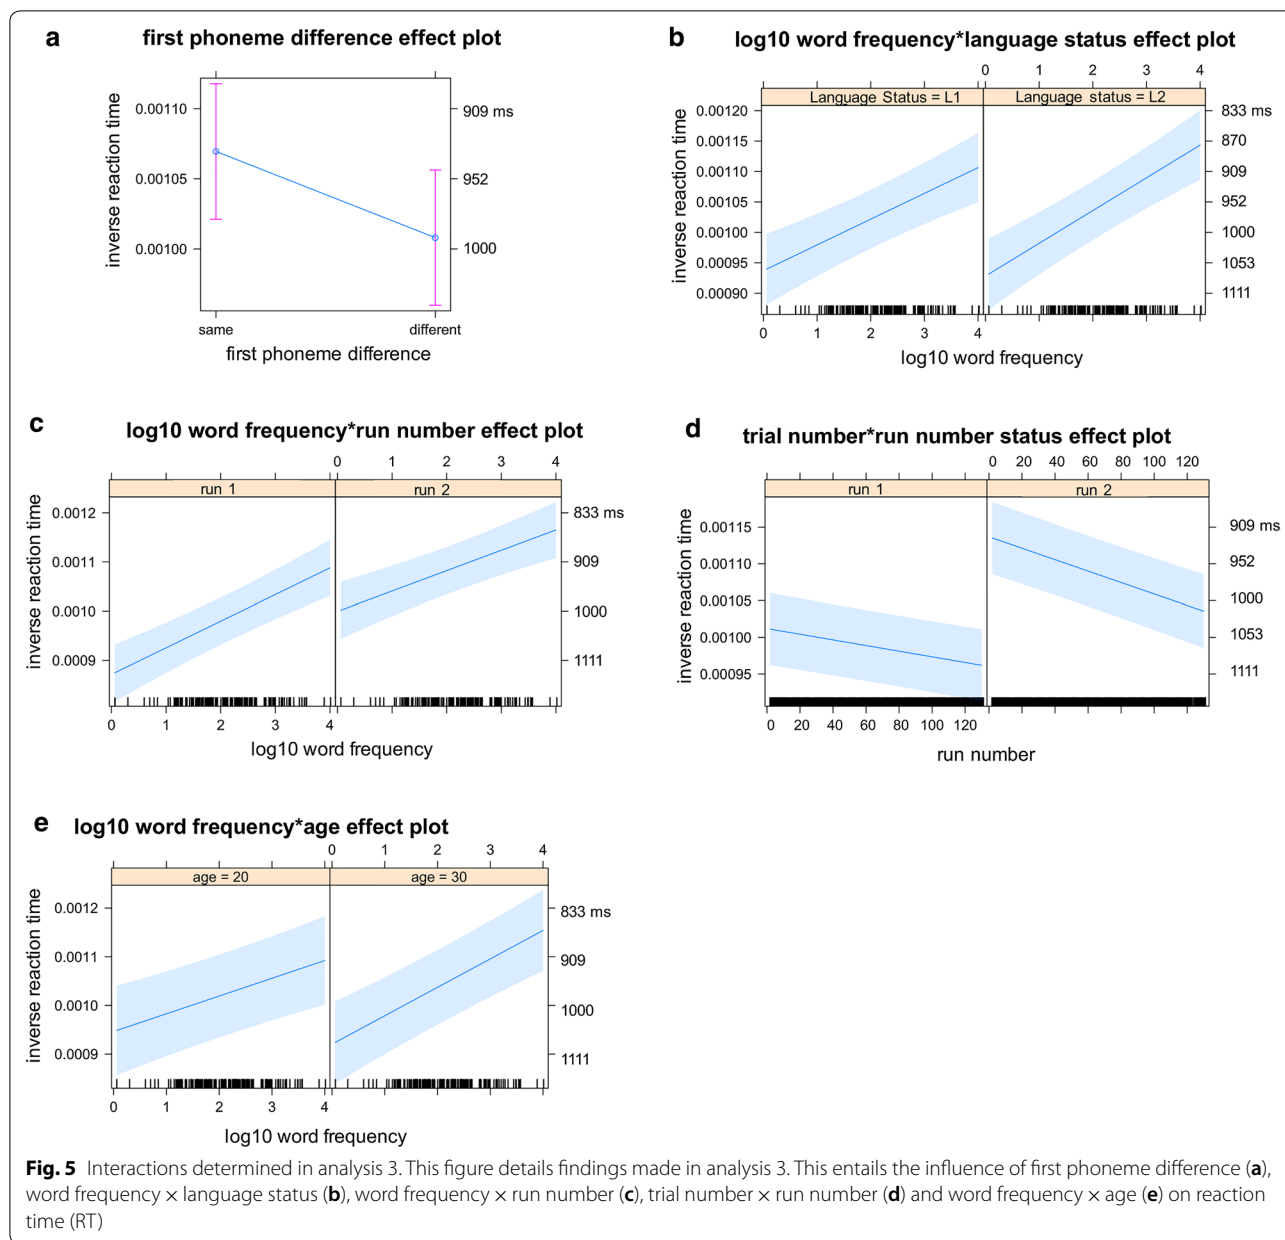 a
first phoneme difference effect plot
inverse reaction time
0.00110
0.00105
0.00100
909 ms
952
1000
same
different
first phoneme difference
b
log10 word frequency*language status effect plot
0 1 2 3 4
Language Status = L1
Language status = L2
inverse reaction time
0.00120
0.00115
0.00110
0.00105
0.00100
0.00095
0.00090
833 ms
870
909
952
1000
1053
1111
0 1 2 3 4
log10 word frequency
c
log10 word frequency*run number effect plot
0 1 2 3 4
run 1
run 2
inverse reaction time
0.0012
0.0011
0.0010
0.0009
833 ms
909
1000
1111
0 1 2 3 4
log10 word frequency
d
trial number*run number status effect plot
0 20 40 60 80 120
run 1
run 2
inverse reaction time
0.00115
0.00110
0.00105
0.00100
0.00095
909 ms
952
1000
1053
1111
0 20 40 60 80 100 120
run number
e
log10 word frequency*age effect plot
0 1 2 3 4
age = 20
age = 30
inverse reaction time
0.0012
0.0011
0.0010
0.0009
833 ms
909
1000
1111
0 1 2 3 4
log10 word frequency
Fig. 5 Interactions determined in analysis 3. This figure details findings made in analysis 3. This entails the influence of first phoneme difference (a),
word frequency × language status (b), word frequency × run number (c), trial number × run number (d) and word frequency × age (e) on reaction
time (RT)